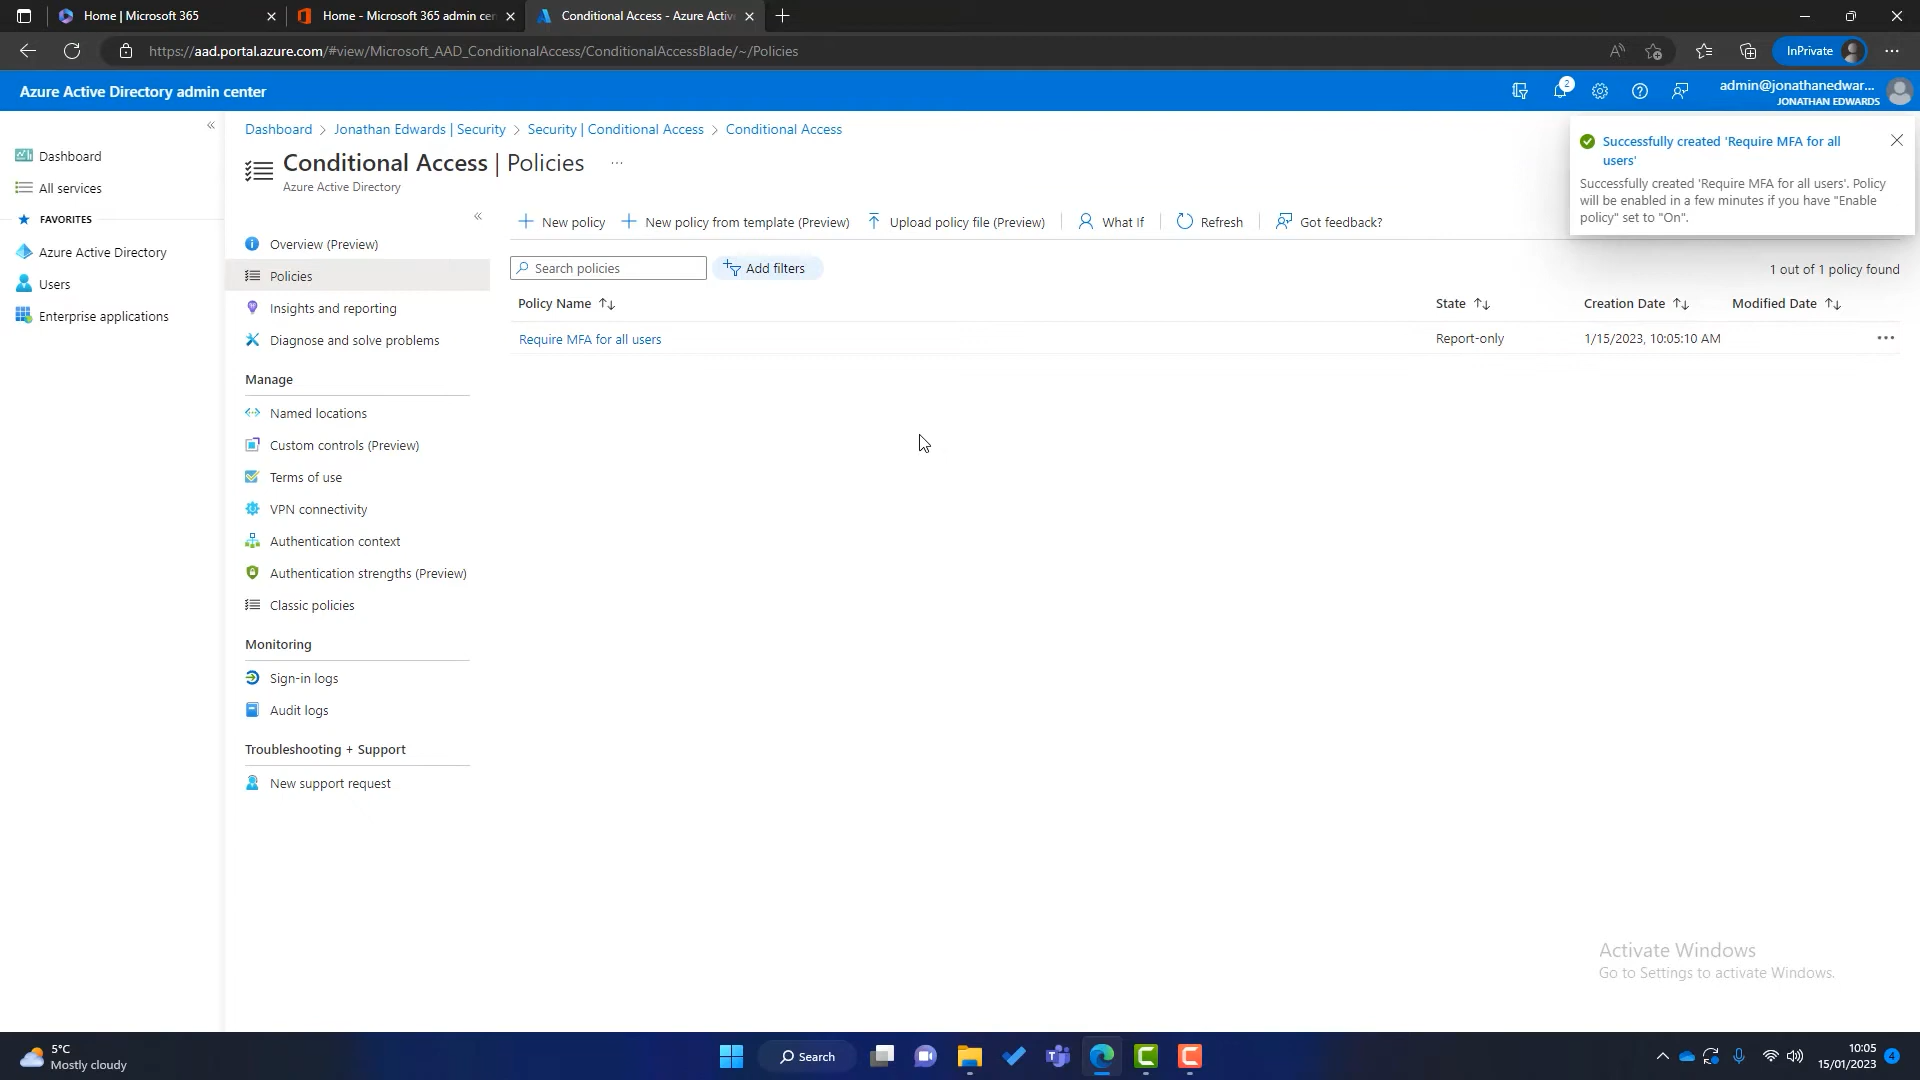 Home | Microsoft 365
Home - Microsoft 365 admin cen
Conditional Access - Azure Active
https://aad.portal.azure.com/#view/Microsoft_AAD_ConditionalAccess/ConditionalAccessBlade/~/Policies
InPrivate
Azure Active Directory admin center
2
admin@jonathanedwar...
JONATHAN EDWARDS
Dashboard
All services
FAVORITES
Azure Active Directory
Users
Enterprise applications
Dashboard > Jonathan Edwards | Security > Security | Conditional Access > Conditional Access
Conditional Access | Policies ...
Azure Active Directory
Overview (Preview)
Policies
Insights and reporting
Diagnose and solve problems
Manage
Named locations
Custom controls (Preview)
Terms of use
VPN connectivity
Authentication context
Authentication strengths (Preview)
Classic policies
Monitoring
Sign-in logs
Audit logs
Troubleshooting + Support
New support request
New policy
New policy from template (Preview)
Upload policy file (Preview)
What If
Refresh
Got feedback?
Search policies
Add filters
1 out of 1 policy found
Policy Name
State
Creation Date
Modified Date
Require MFA for all users
Report-only
1/15/2023, 10:05:10 AM
Successfully created 'Require MFA for all
users'
Successfully created 'Require MFA for all users'. Policy
will be enabled in a few minutes if you have "Enable
policy" set to "On".
Activate Windows
Go to Settings to activate Windows.
5°C
Mostly cloudy
Search
10:05
15/01/2023
4